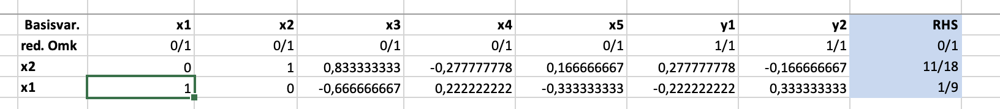 Basisvar. x1 x2 x3 x4 x5 y1 y2 RHS
red. Omk 0/1 0/1 0/1 0/1 0/1 1/1 1/1 0/1
x2 0 1 0,833333333 -0,277777778 0,166666667 0,277777778 -0,166666667 11/18
x1 1 0 -0,666666667 0,222222222 -0,333333333 -0,222222222 0,333333333 1/9